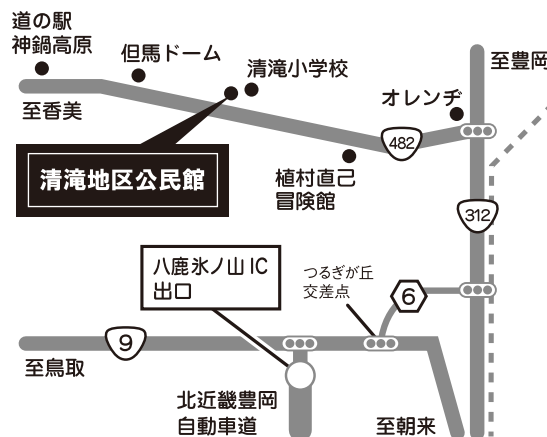 道の駅
神鍋高原
但馬ドーム
清滝小学校
至豊岡
オレンヂ
至香美
482
清滝地区公民館
植村直己
冒険館
312
八鹿氷ノ山IC
出口
つるぎが丘
交差点
6
9
至鳥取
北近畿豊岡
自動車道
至朝来